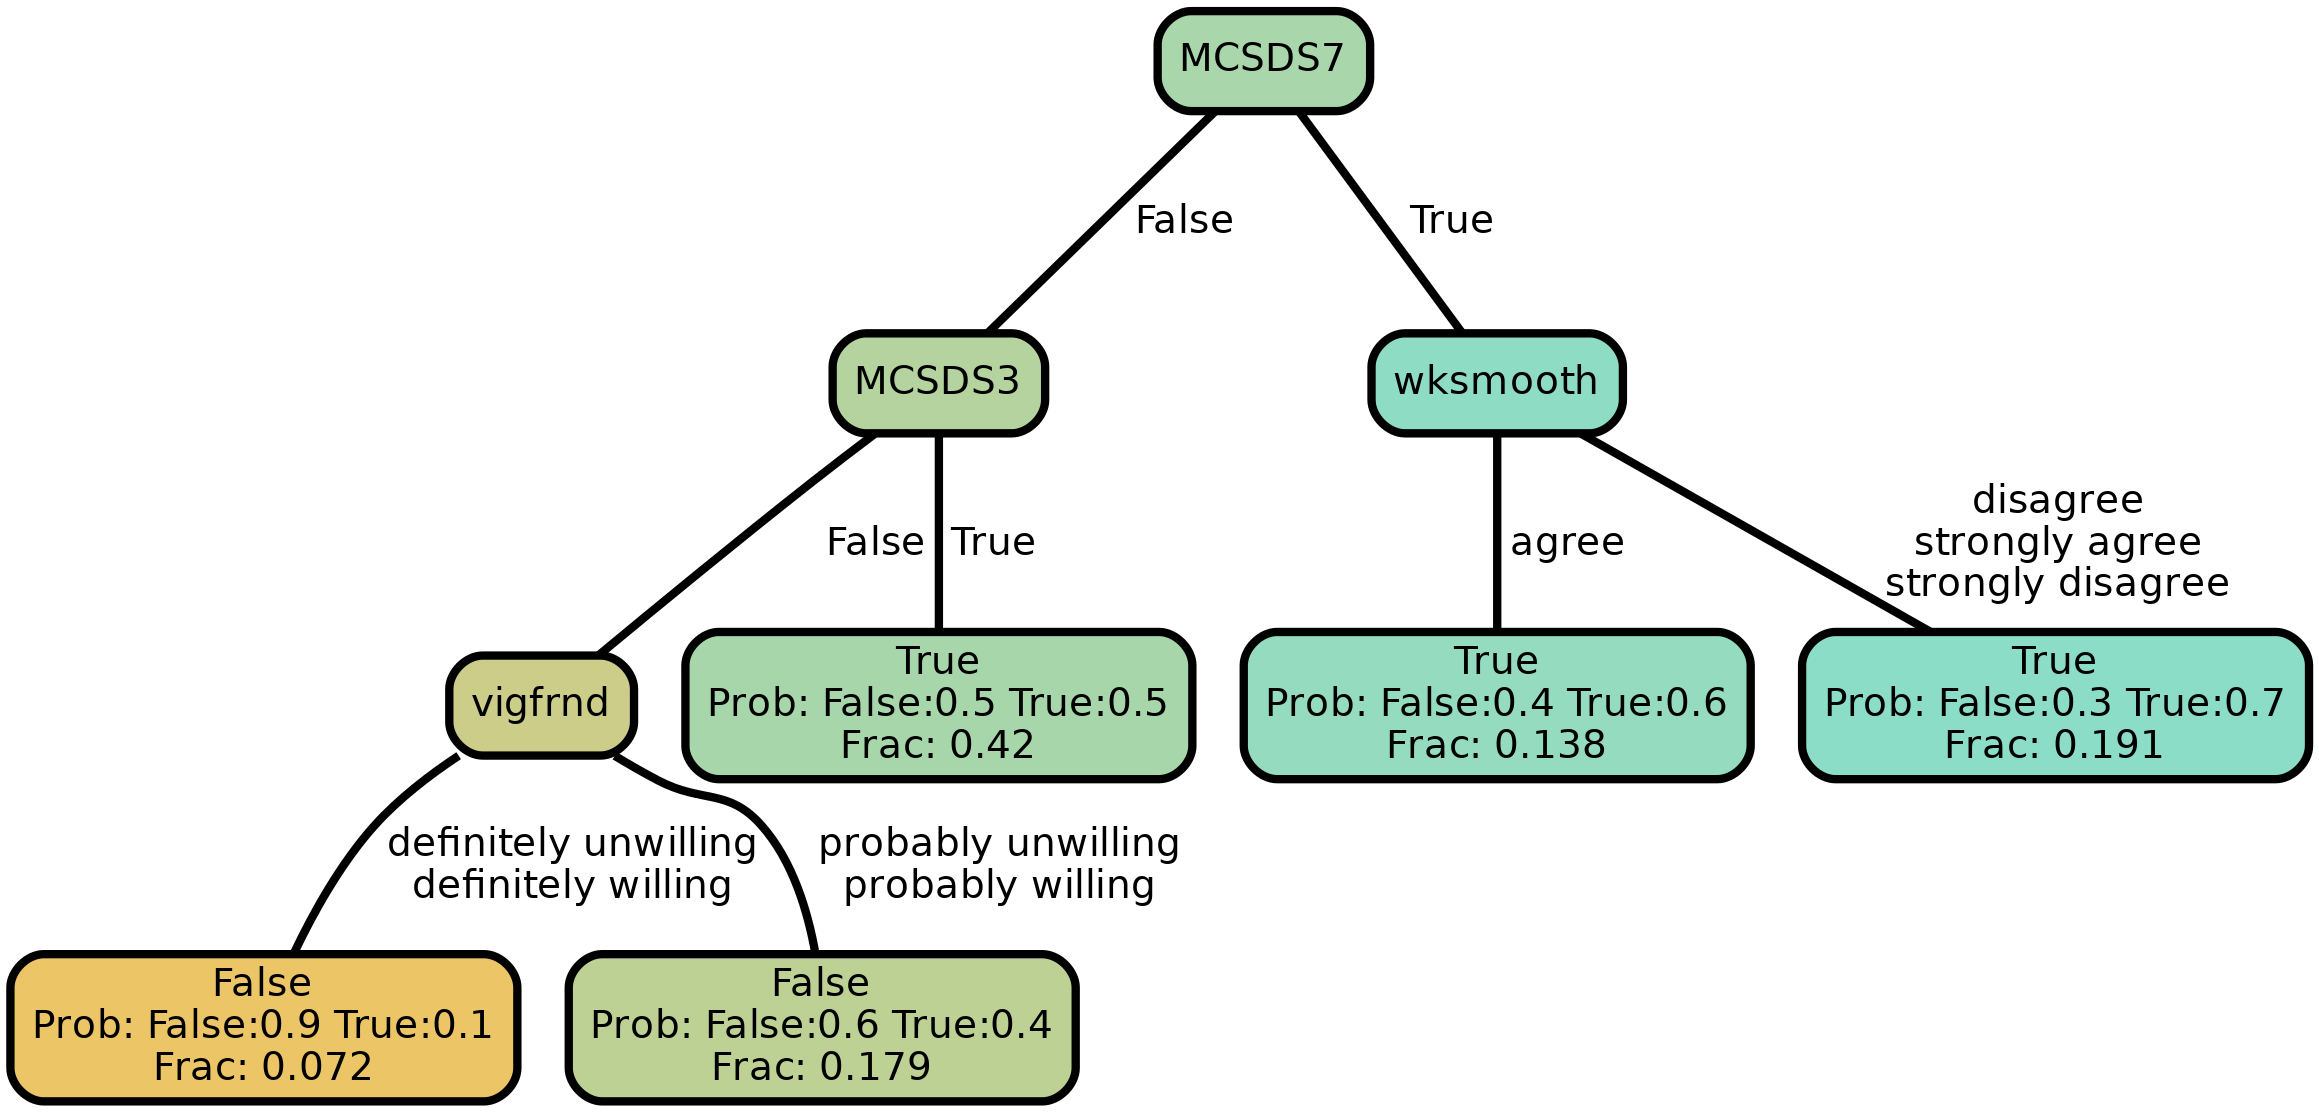 MCSDS7
False
True
MCSDS3
wksmooth
False
True
agree
disagree
strongly agree
strongly disagree
vigfrnd
True
Prob: False:0.5 True:0.5
Frac: 0.42
True
Prob: False:0.4 True:0.6
Frac: 0.138
True
Prob: False:0.3 True:0.7
Frac: 0.191
definitely unwilling
definitely willing
probably unwilling
probably willing
False
Prob: False:0.9 True:0.1
Frac: 0.072
False
Prob: False:0.6 True:0.4
Frac: 0.179